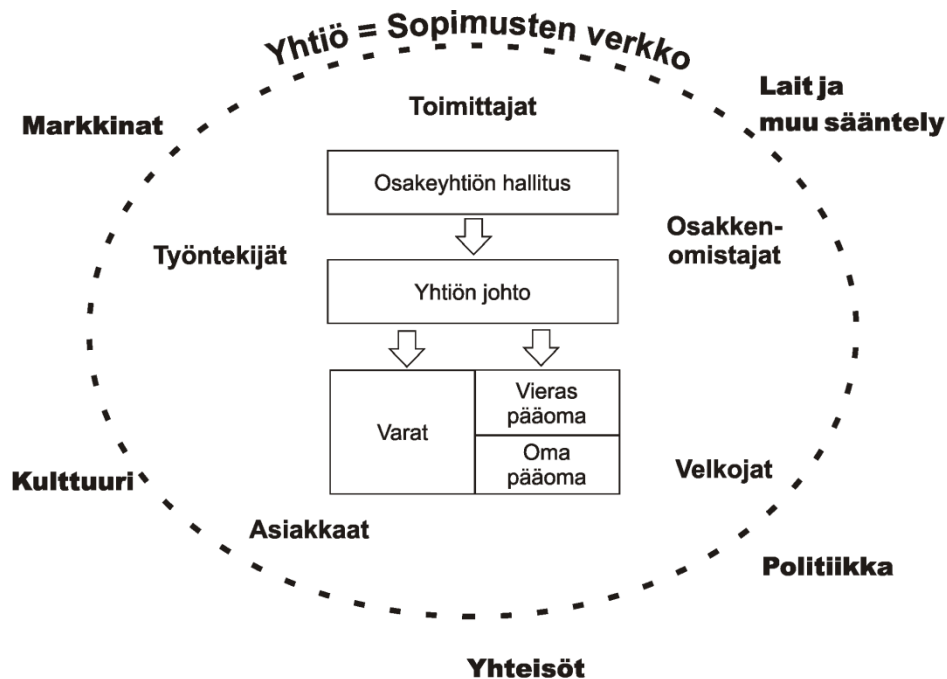 Yhtiö = Sopimusten verkko
Lait ja
muu sääntely
Markkinat
Toimittajat
Osakeyhtiön hallitus
Osakken-
omistajat
Työntekijät
Yhtiön johto
Varat
Vieras
pääoma
Oma
pääoma
Velkojat
Kulttuuri
Asiakkaat
Politiikka
Yhteisöt